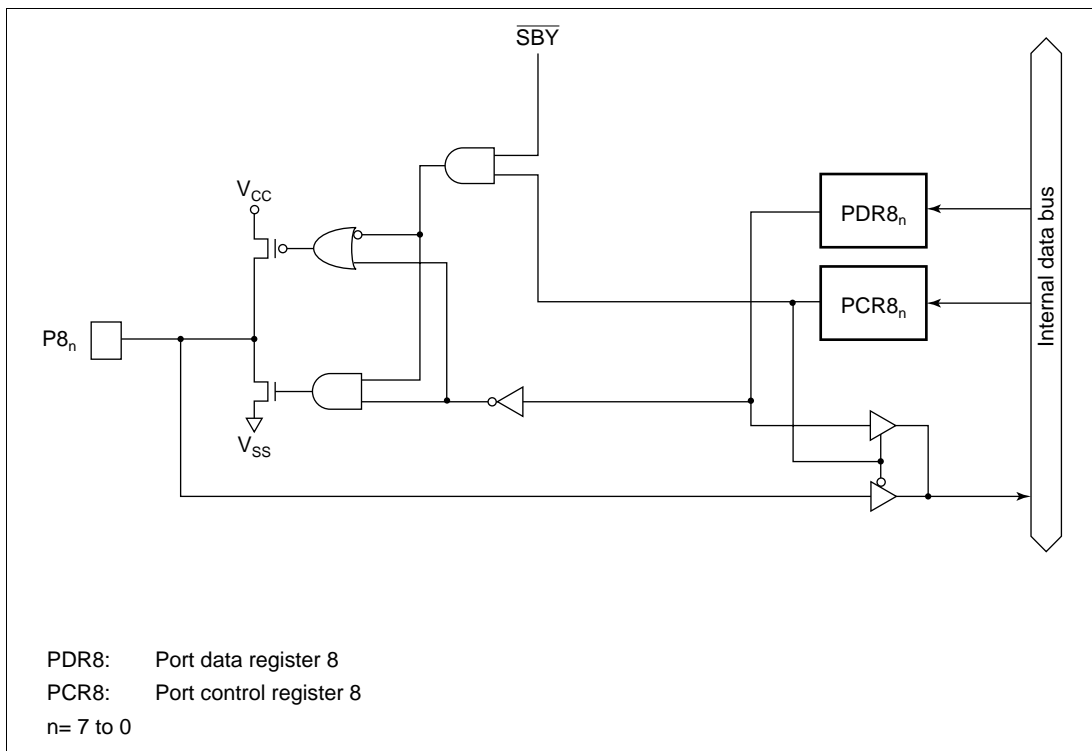 SBY
VCC
PDR8n
PCR8n
Internal data bus
P8n
VSS
PDR8: Port data register 8
PCR8: Port control register 8
n= 7 to 0